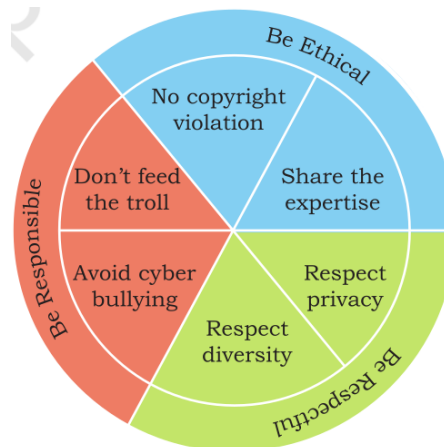 Be Ethical
No copyright
violation
Share the
expertise
Be Responsible
Don't feed
the troll
Avoid cyber
bullying
Respect
privacy
Respect
diversity
Be Respectful